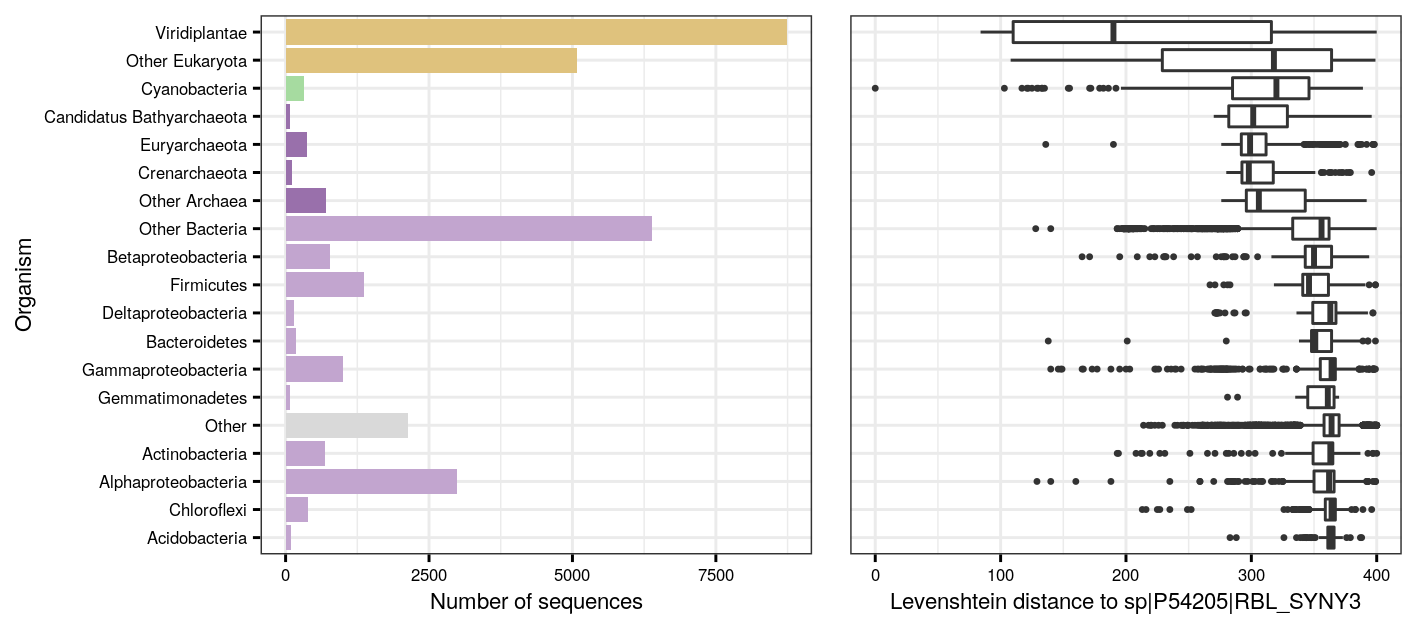 Organism
Viridiplantae
Other Eukaryota
Cyanobacteria
Candidatus Bathyarchaeota
Euryarchaeota
Crenarchaeota
Other Archaea
Other Bacteria
Betaproteobacteria
Firmicutes
Deltaproteobacteria
Bacteroidetes
Gammaproteobacteria
Gemmatimonadetes
Other
Actinobacteria
Alphaproteobacteria
Chloroflexi
Acidobacteria
0 2500 5000 7500
Number of sequences
0 100 200 300 400
Levenshtein distance to sp|P54205|RBL_SYNY3